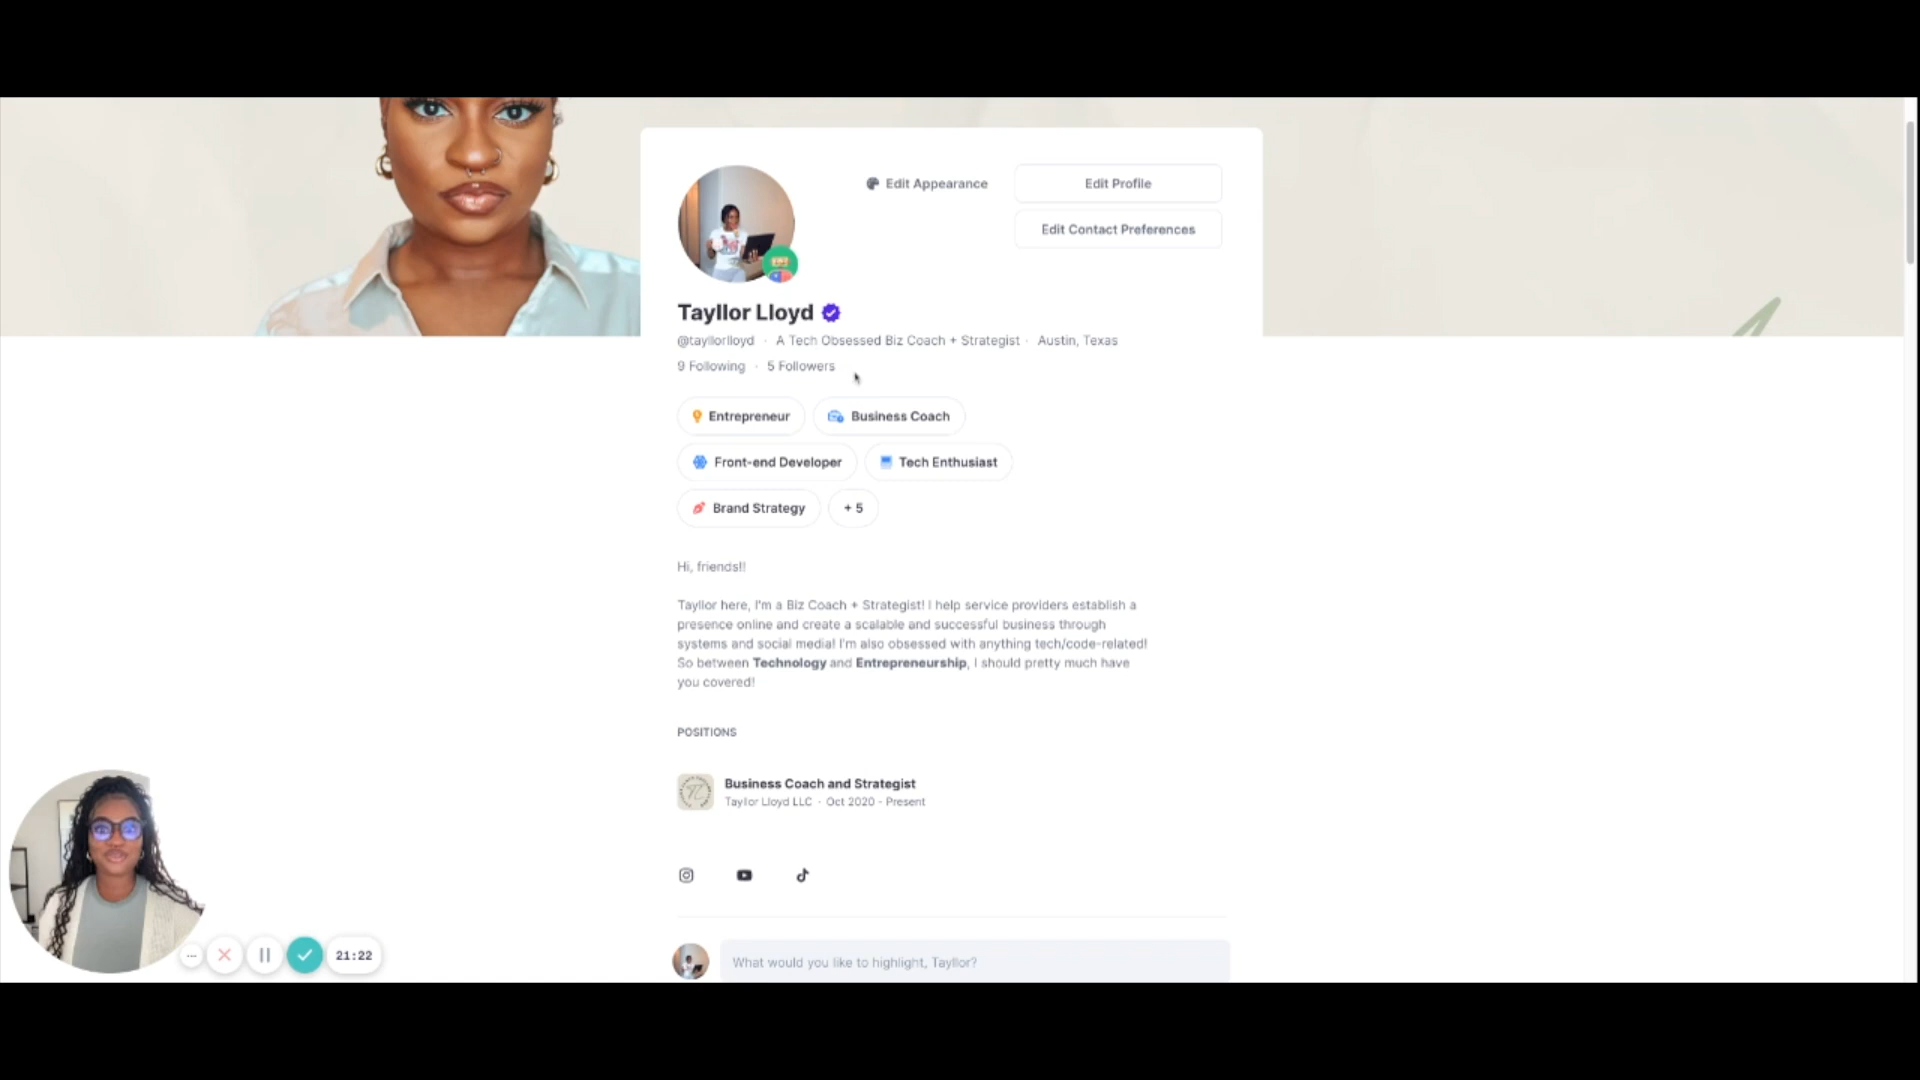 Edit Appearance
Edit Profile
Edit Contact Preferences
Tayllor Lloyd
@tayllorlloyd · A Tech Obsessed Biz Coach + Strategist · Austin, Texas
9 Following · 5 Followers
Entrepreneur
Business Coach
Front-end Developer
Tech Enthusiast
Brand Strategy
+ 5
Hi, friends!!
Tayllor here, I'm a Biz Coach + Strategist! I help service providers establish a
presence online and create a scalable and successful business through
systems and social media! I'm also obsessed with anything tech/code-related!
So between Technology and Entrepreneurship, I should pretty much have
you covered!
POSITIONS
Business Coach and Strategist
Tayllor Lloyd LLC · Oct 2020 - Present
What would you like to highlight, Tayllor?
21:22